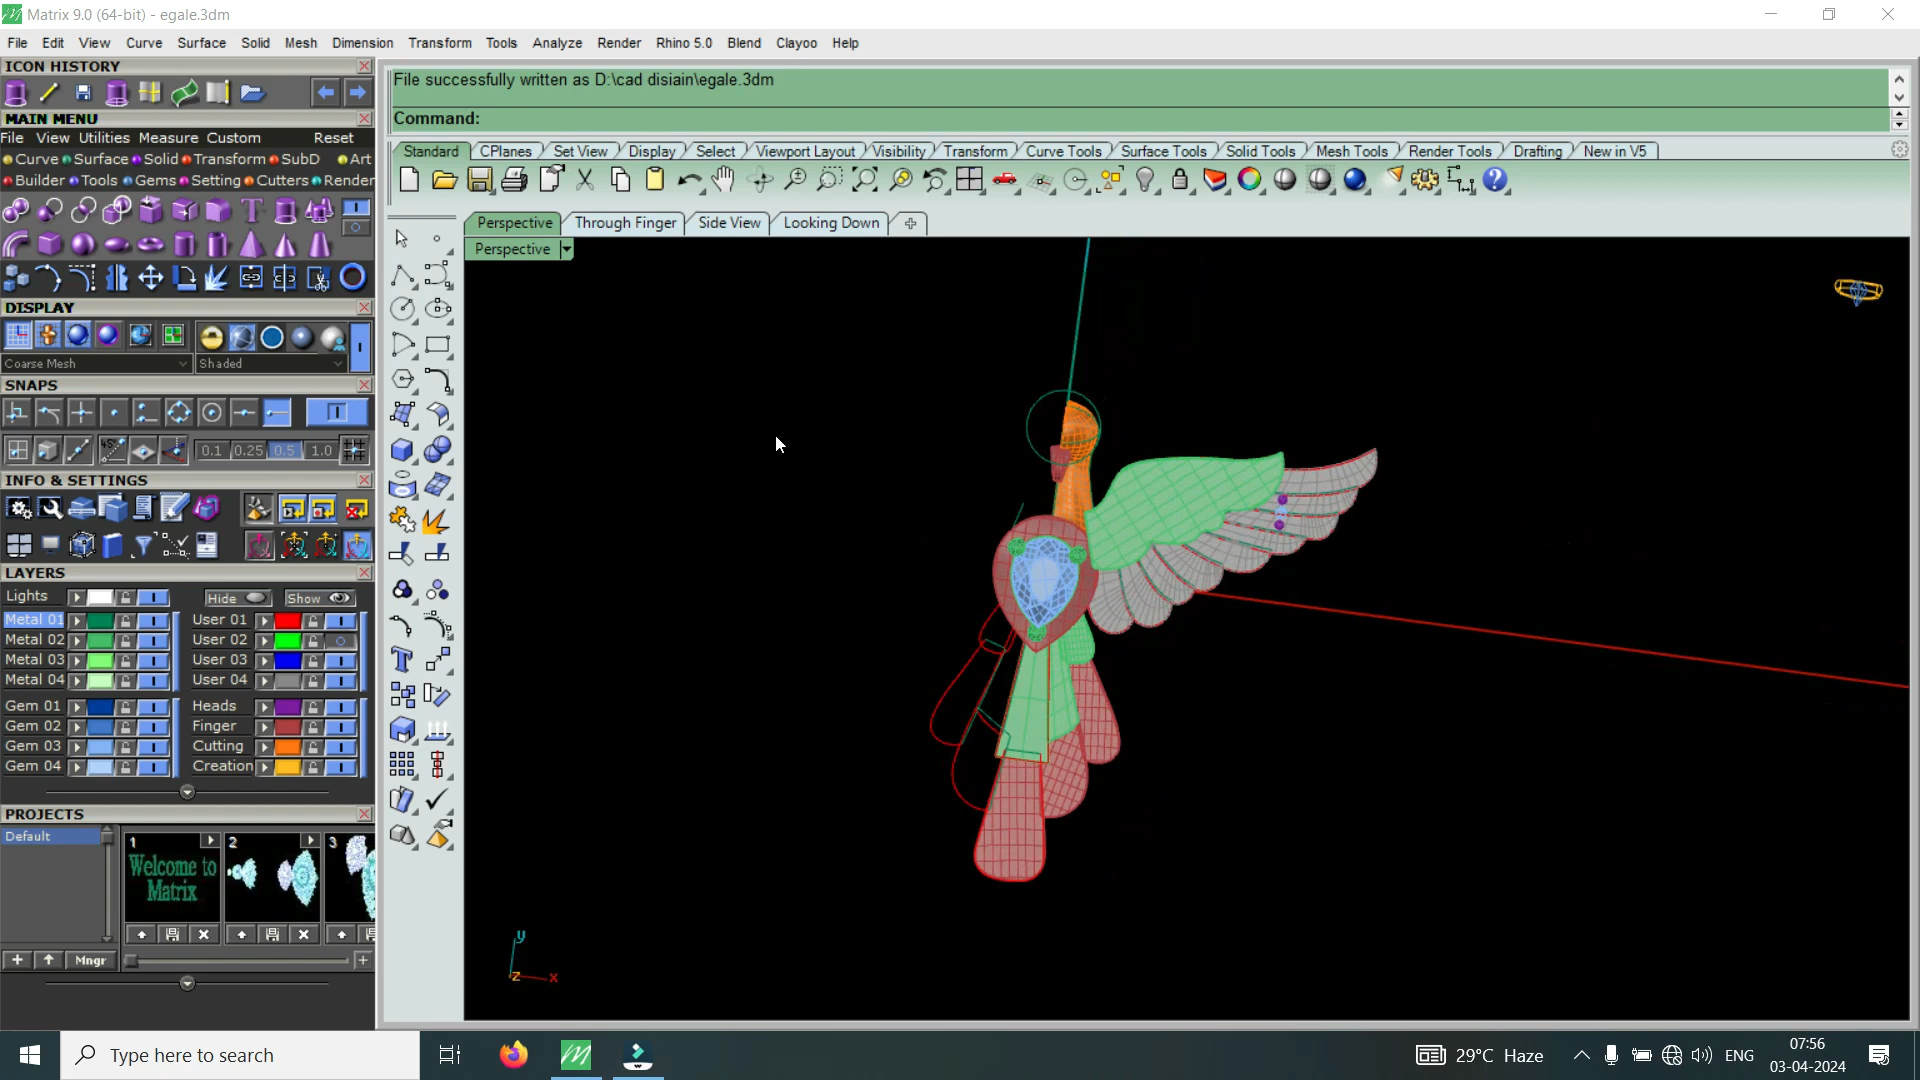 Matrix 9.0 (64-bit) - egale.3dm
File Edit View Curve Surface Solid Mesh Dimension Transform Tools Analyze Render Rhino 5.0 Blend Clayoo Help
ICON HISTORY
File successfully written as D:\cad disiain\egale.3dm
Command:
MAIN MENU
File View Utilities Measure Custom Reset
Curve Surface Solid Transform SubD Art
Builder Tools Gems Setting Cutters Render
Standard CPlanes Set View Display Select Viewport Layout Visibility Transform Curve Tools Surface Tools Solid Tools Mesh Tools Render Tools Drafting New in V5
Perspective Through Finger Side View Looking Down
Perspective
DISPLAY
Coarse Mesh Shaded
SNAPS
0.1 0.25 0.5 1.0
INFO & SETTINGS
LAYERS
Lights Hide Show
Metal 01 User 01
Metal 02 User 02
Metal 03 User 03
Metal 04 User 04
Gem 01 Heads
Gem 02 Finger
Gem 03 Cutting
Gem 04 Creation
PROJECTS
Default
1 2 3
Welcome to
Matrix
Mngr
y
z x
Type here to search
29°C Haze
ENG
07:56
03-04-2024